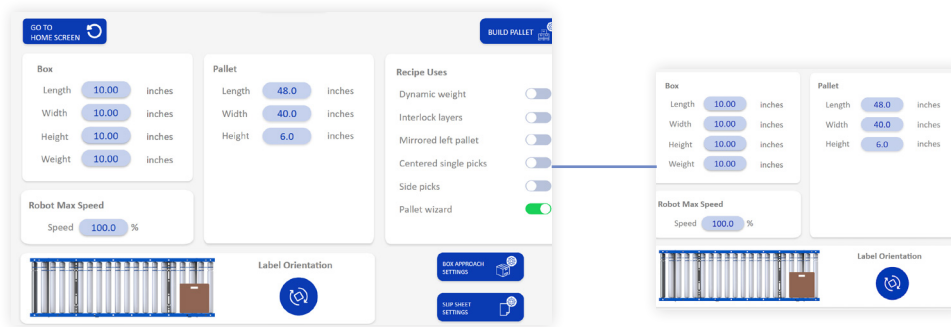 GO TO
HOME SCREEN
BUILD PALLET
Box
Length 10.00 inches
Width 10.00 inches
Height 10.00 inches
Weight 10.00 inches
Pallet
Length 48.0 inches
Width 40.0 inches
Height 6.0 inches
Recipe Uses
Dynamic weight
Interlock layers
Mirrored left pallet
Centered single picks
Side picks
Pallet wizard
Robot Max Speed
Speed 100.0 %
Label Orientation
BOX APPROACH
SETTINGS
SLIP SHEET
SETTINGS
Box
Length 10.00 inches
Width 10.00 inches
Height 10.00 inches
Weight 10.00 inches
Pallet
Length 48.0 inches
Width 40.0 inches
Height 6.0 inches
Robot Max Speed
Speed 100.0 %
Label Orientation